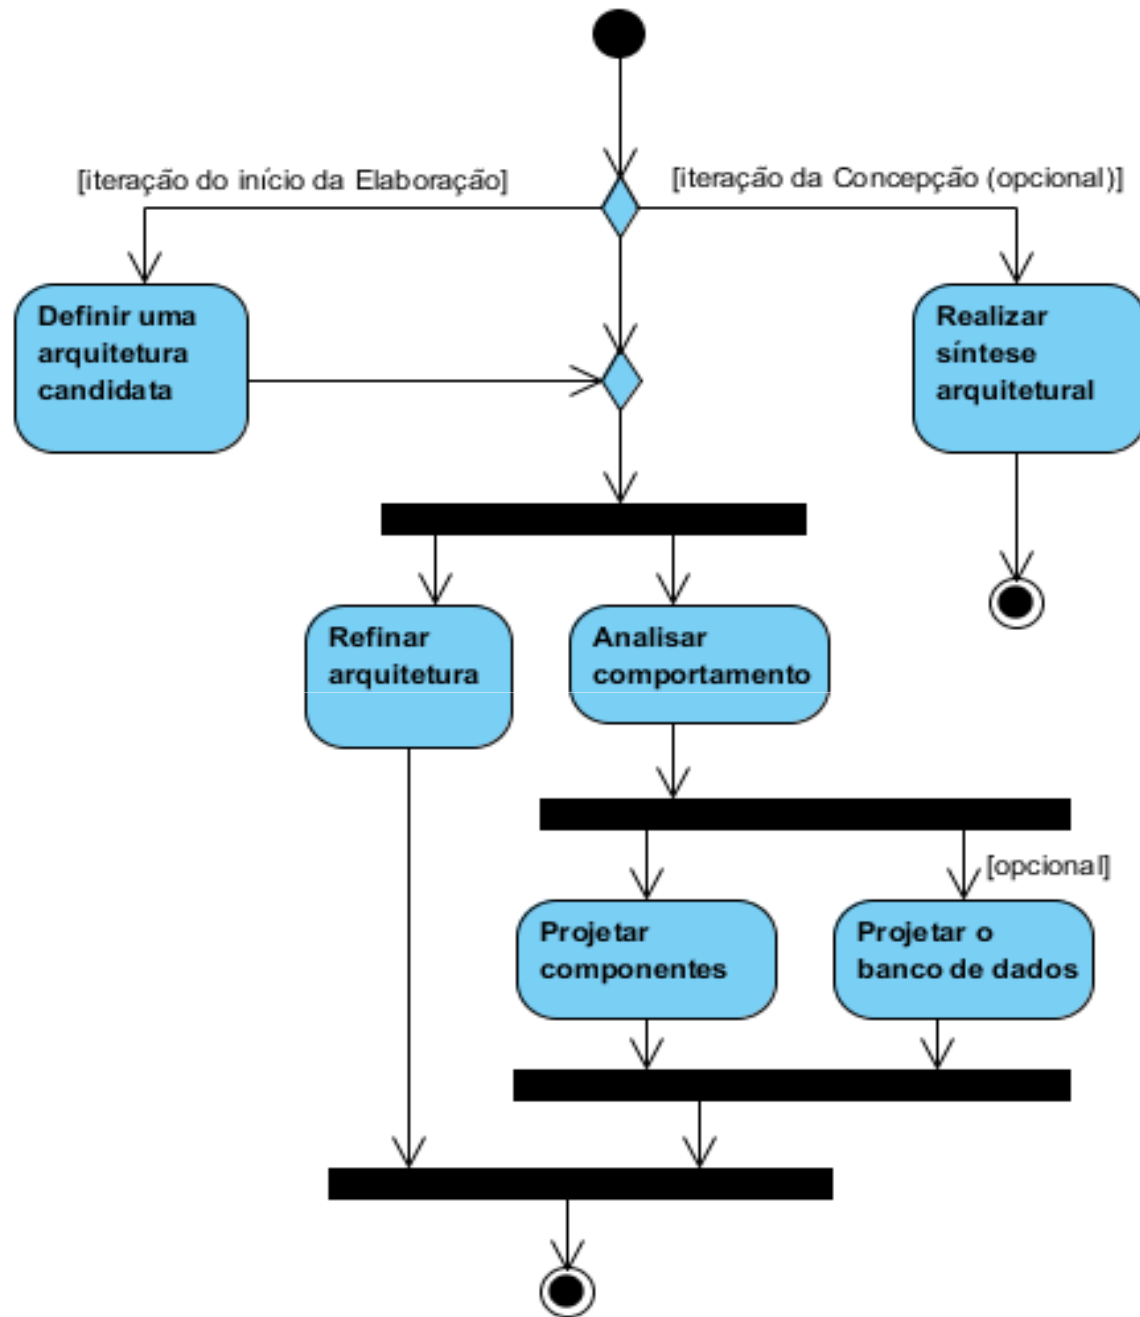 [iteração do início da Elaboração]
[iteração da Concepção (opcional)]
Definir uma
arquitetura
candidata
Realizar
síntese
arquitetural
Refinar
arquitetura
Analisar
comportamento
[opcional]
Projetar
componentes
Projetar o
banco de dados